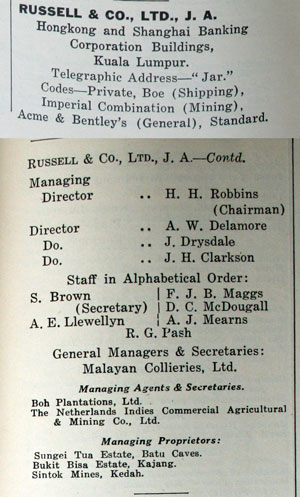 RUSSELL & CO., LTD., J. A.
Hongkong and Shanghai Banking
Corporation Buildings,
Kuala Lumpur.
Telegraphic Address—"Jar."
Codes—Private, Boe (Shipping),
Imperial Combination (Mining),
Acme & Bentley's (General), Standard.
RUSSELL & CO., LTD., J. A.—Contd.
Managing
Director .. H. H. Robbins
(Chairman)
Director .. A. W. Delamore
Do. .. J. Drysdale
Do. .. J. H. Clarkson
Staff in Alphabetical Order:
S. Brown | F. J. B. Maggs
(Secretary) | D. C. McDougall
A. E. Llewellyn | A. J. Mearns
R. G. Pash
General Managers & Secretaries:
Malayan Collieries, Ltd.
Managing Agents & Secretaries.
Boh Plantations, Ltd.
The Netherlands Indies Commercial Agricultural
& Mining Co., Ltd.
Managing Proprietors:
Sungei Tua Estate, Batu Caves.
Bukit Bisa Estate, Kajang.
Sintok Mines, Kedah.